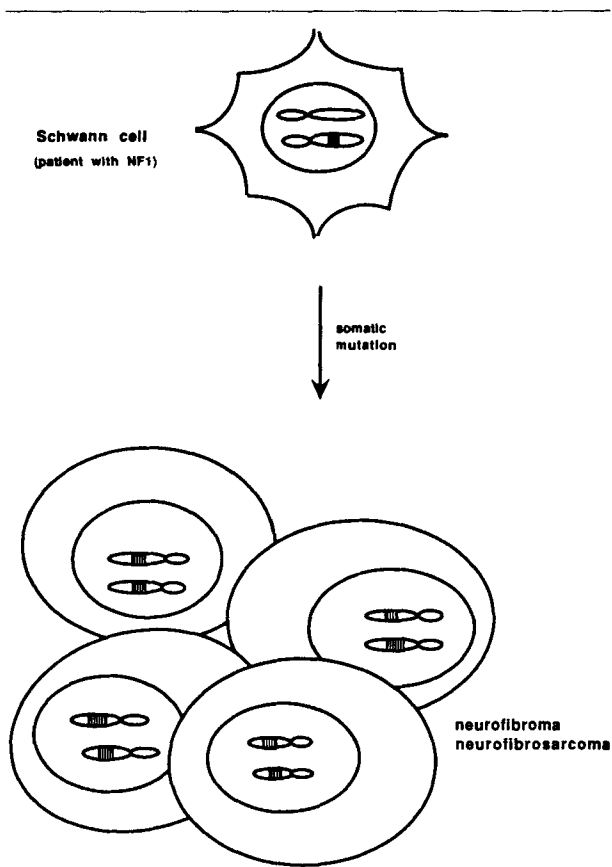 Schwann cell
(patient with NF1)
somatic
mutation
neurofibroma
neurofibrosarcoma